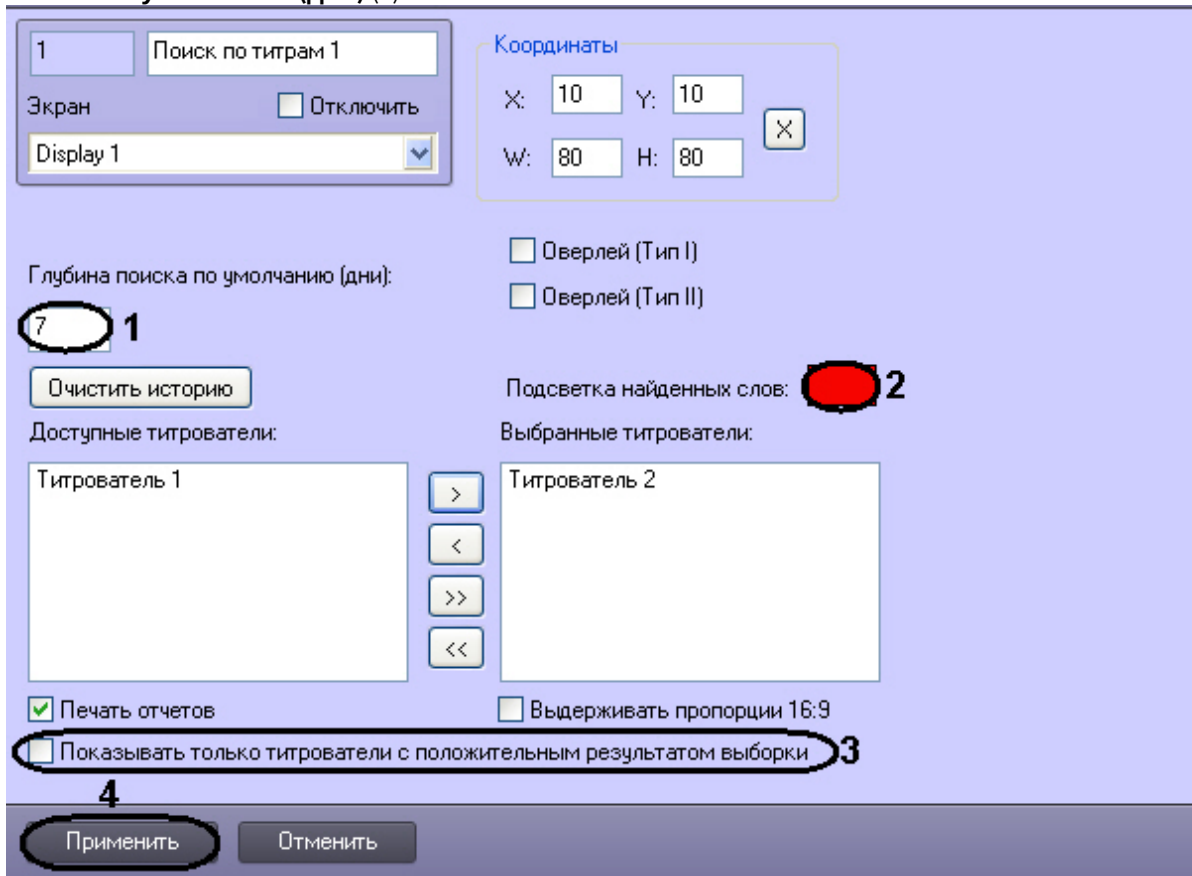 1 Поиск по титрам 1
Экран Отключить
Display 1
Координаты
X: 10 Y: 10
X
W: 80 H: 80
Оверлей (Тип I)
Оверлей (Тип II)
Глубина поиска по умолчанию (дни):
7 1
Очистить историю
Подсветка найденных слов: 2
Доступные титрователи:
Выбранные титрователи:
Титрователь 1
>
<
>>
<<
Титрователь 2
Печать отчетов
Выдерживать пропорции 16:9
Показывать только титрователи с положительным результатом выборки 3
4
Применить Отменить